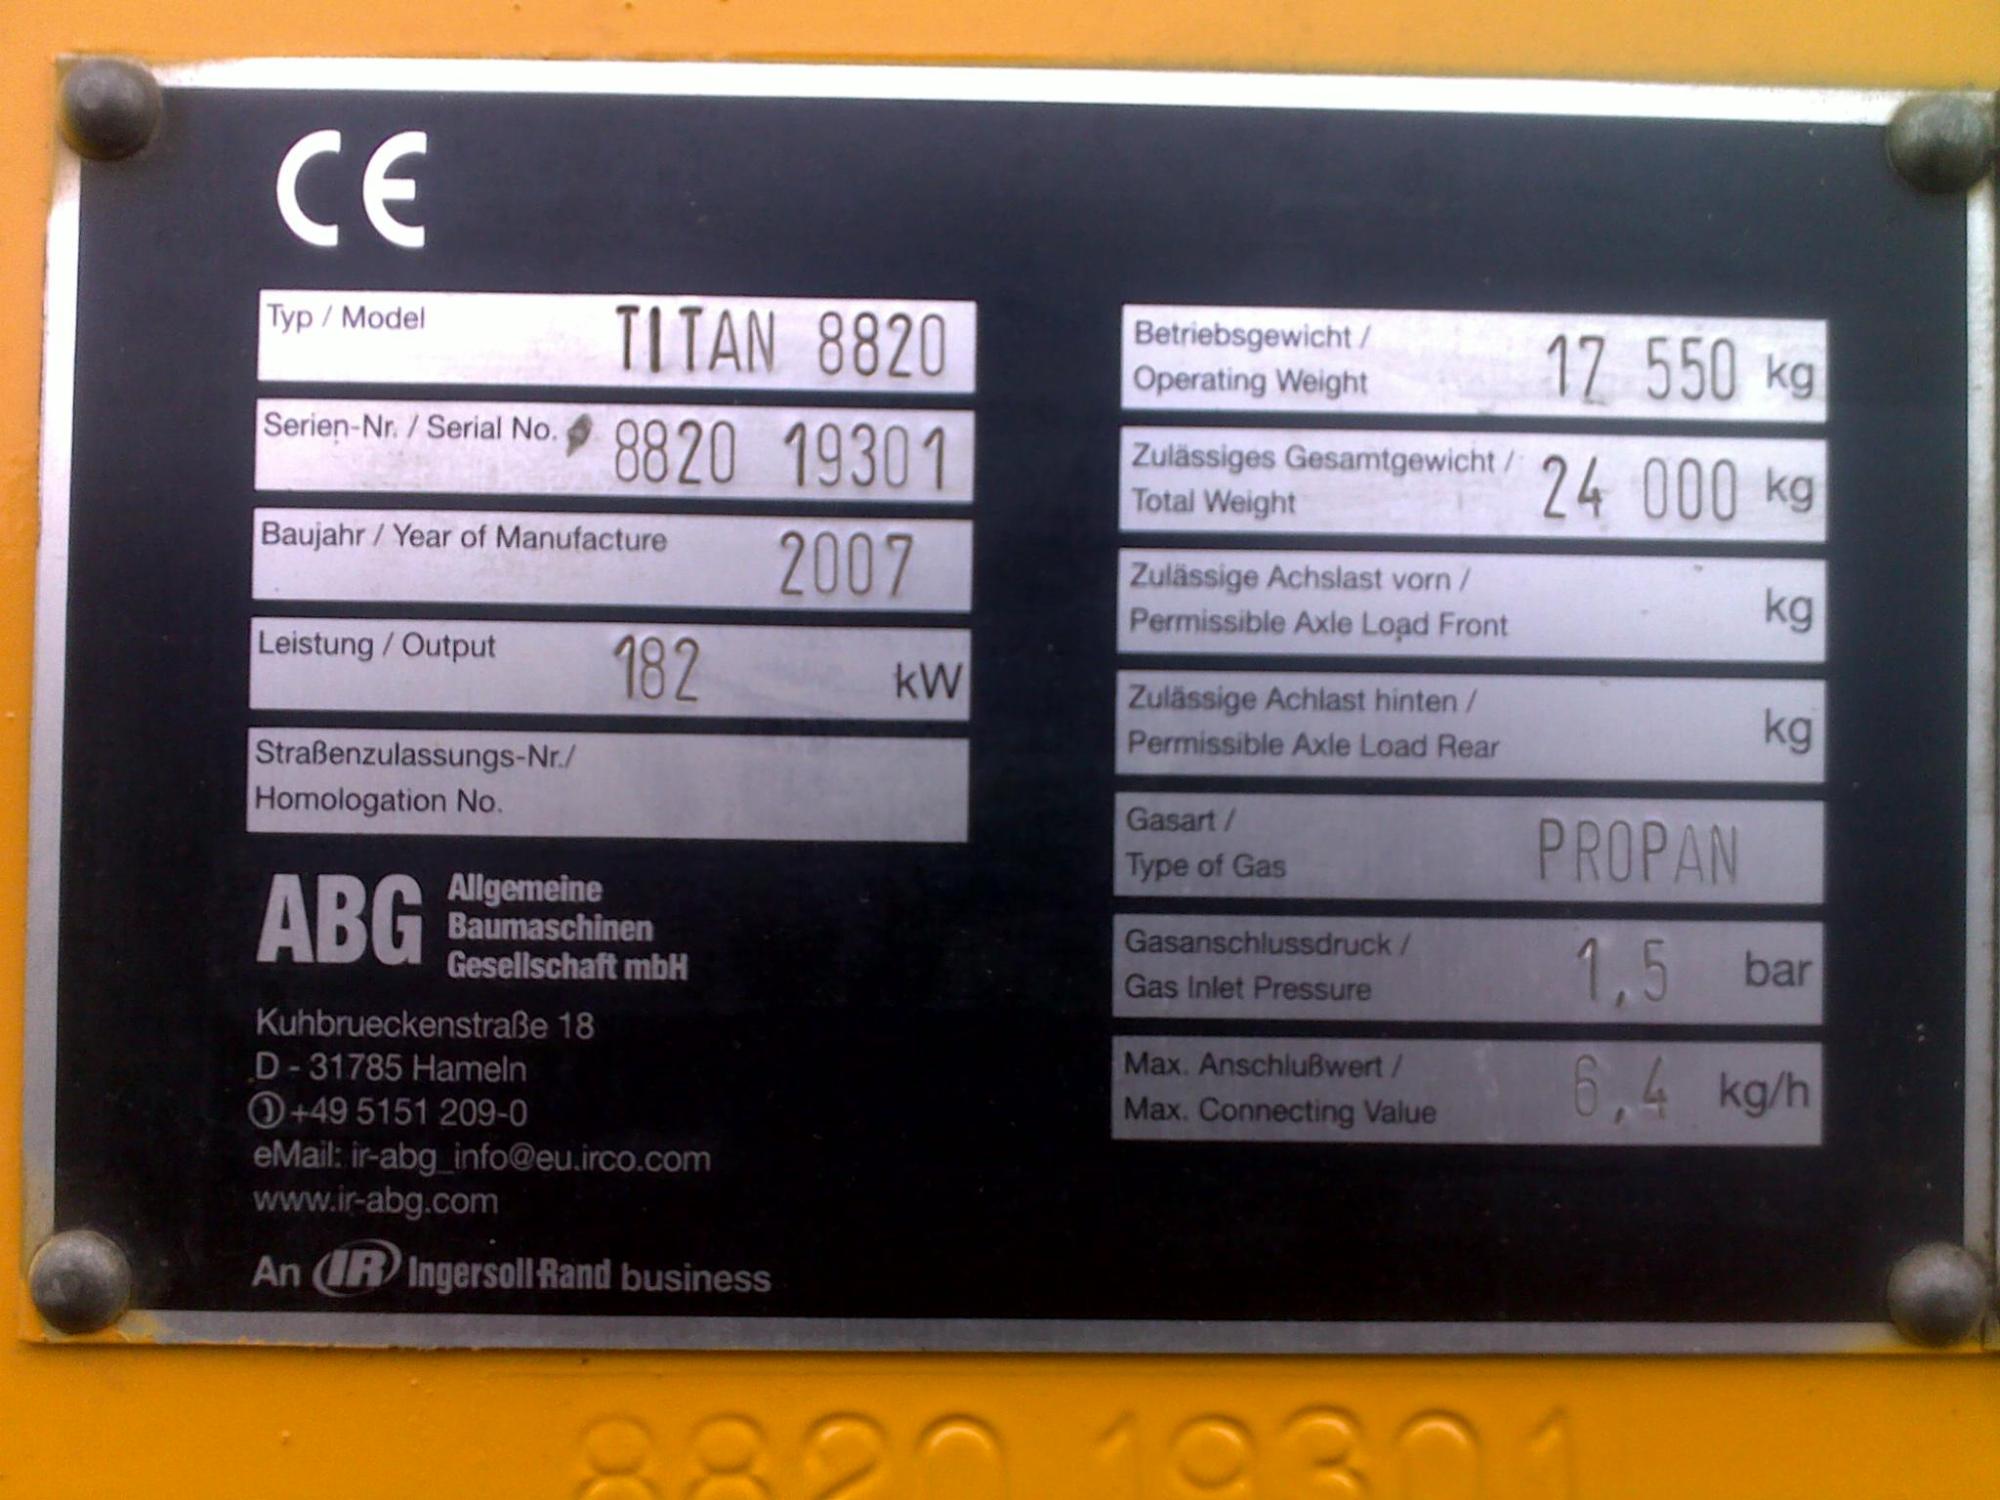 CE
Typ / Model TITAN 8820
Serien-Nr. / Serial No. 8820 19301
Baujahr / Year of Manufacture 2007
Leistung / Output 182 kW
Straßenzulassungs-Nr./
Homologation No.
ABG Allgemeine
Baumaschinen
Gesellschaft mbH
Kuhbrueckenstraße 18
D - 31785 Hameln
+49 5151 209-0
eMail: ir-abg_info@eu.irco.com
www.ir-abg.com
An IR Ingersoll-Rand business
Betriebsgewicht /
Operating Weight 17 550 kg
Zulässiges Gesamtgewicht /
Total Weight 24 000 kg
Zulässige Achslast vorn /
Permissible Axle Load Front kg
Zulässige Achlast hinten /
Permissible Axle Load Rear kg
Gasart /
Type of Gas PROPAN
Gasanschlussdruck /
Gas Inlet Pressure 1,5 bar
Max. Anschlußwert /
Max. Connecting Value 6,4 kg/h
8820 19301